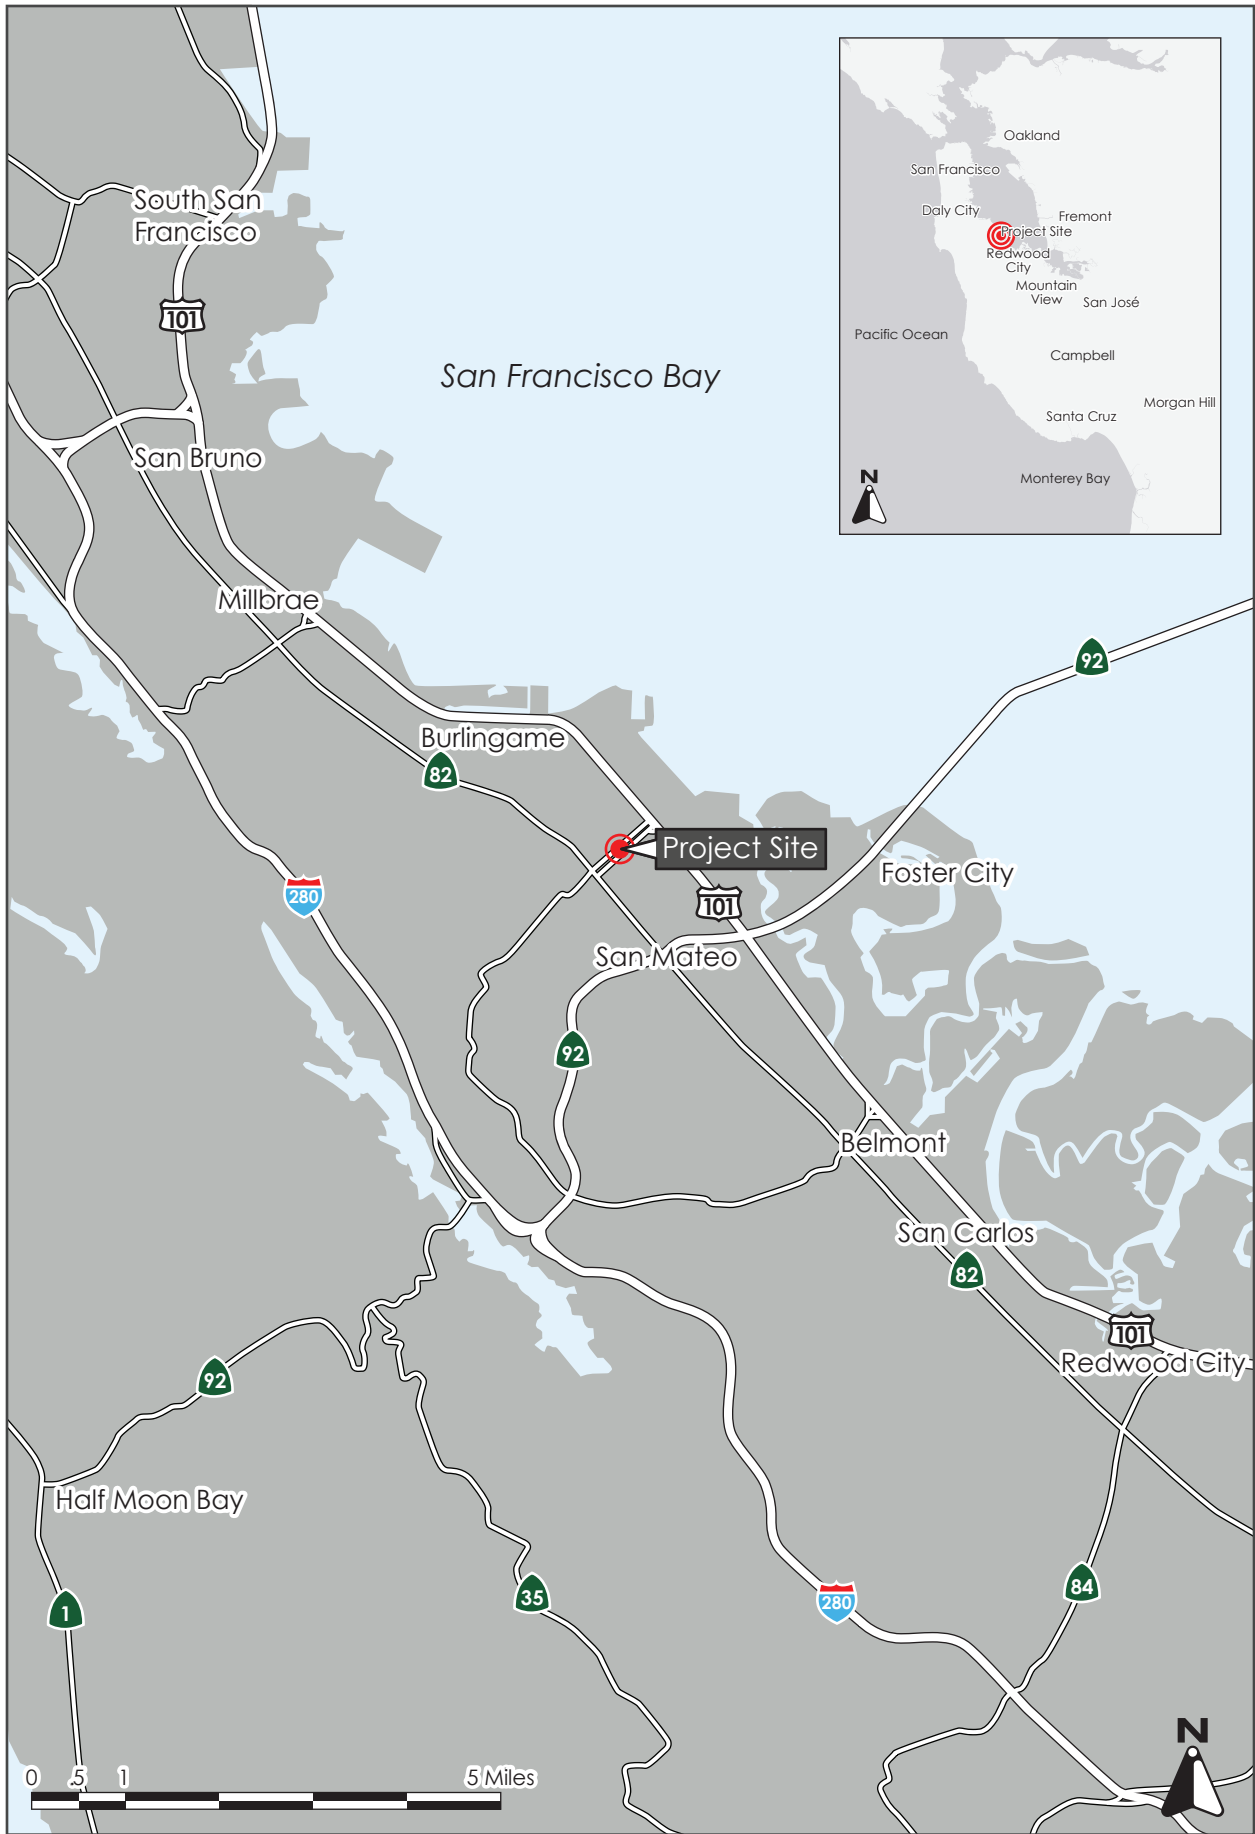 South San
Francisco
101
San Bruno
San Francisco Bay
Millbrae
Burlingame
82
92
Project Site
Foster City
280
101
San Mateo
92
Belmont
San Carlos
82
101
Redwood City
92
Half Moon Bay
1
35
280
84
0 .5 1 5 Miles
N
Oakland
San Francisco
Daly City
Fremont
Project Site
Redwood
City
Mountain
View
San José
Pacific Ocean
Campbell
Morgan Hill
Santa Cruz
Monterey Bay
N